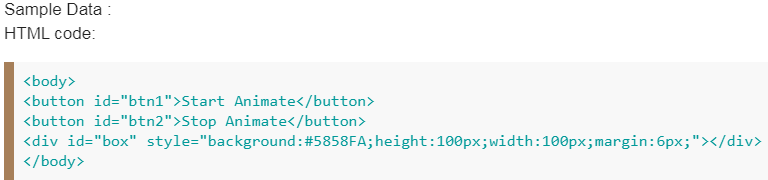 Sample Data :
HTML code:
<body>
<button id="btn1">Start Animate</button>
<button id="btn2">Stop Animate</button>
<div id="box" style="background:#5858FA;height:100px;width:100px;margin:6px;"></div>
</body>